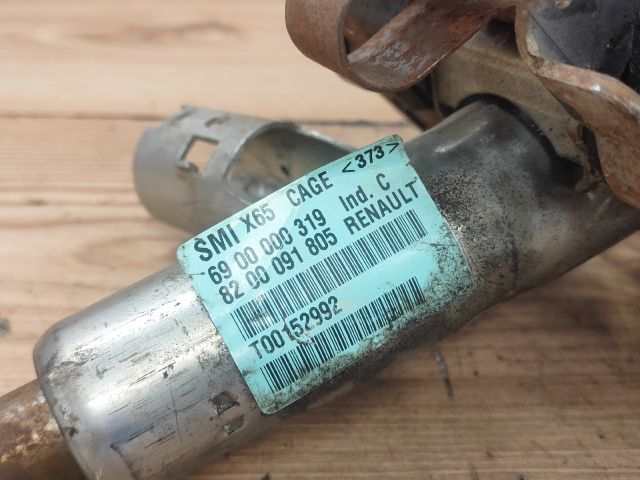 SMI X65 CAGE <373>
69 00 000 319 Ind. C
82 00 091 805 RENAULT
T00152992